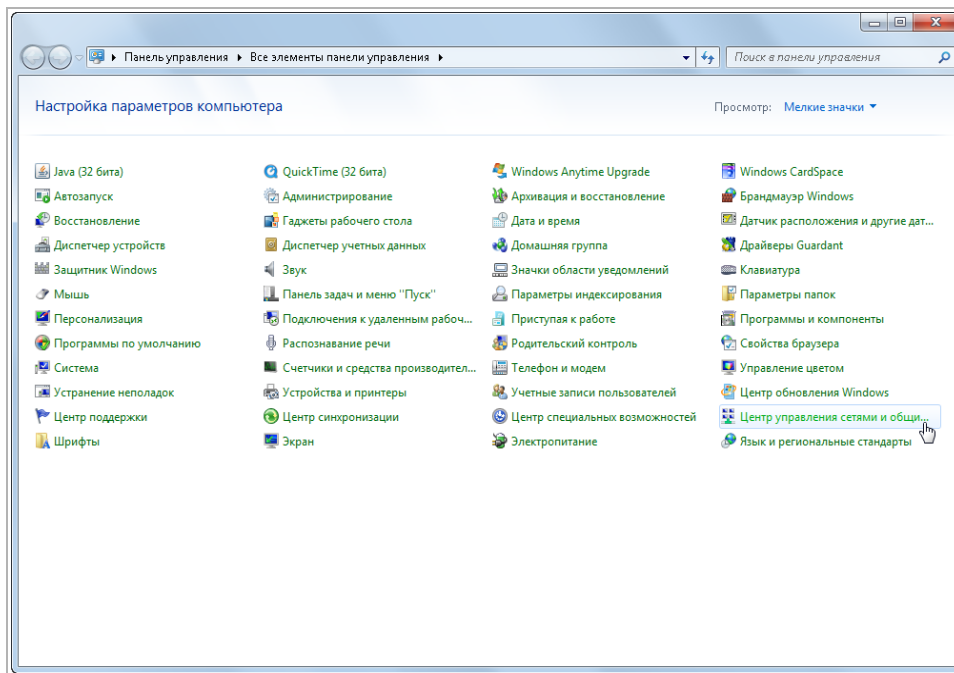 Панель управления Все элементы панели управления Поиск в панели управления
Настройка параметров компьютера Просмотр: Мелкие значки
Java (32 бита) QuickTime (32 бита) Windows Anytime Upgrade Windows CardSpace
Автозапуск Администрирование Архивация и восстановление Брандмауэр Windows
Восстановление Гаджеты рабочего стола Дата и время Датчик расположения и другие дат...
Диспетчер устройств Диспетчер учетных данных Домашняя группа Драйверы Guardant
Защитник Windows Звук Значки области уведомлений Клавиатура
Мышь Панель задач и меню "Пуск" Параметры индексирования Параметры папок
Персонализация Подключения к удаленным рабоч... Приступая к работе Программы и компоненты
Программы по умолчанию Распознавание речи Родительский контроль Свойства браузера
Система Счетчики и средства производител... Телефон и модем Управление цветом
Устранение неполадок Устройства и принтеры Учетные записи пользователей Центр обновления Windows
Центр поддержки Центр синхронизации Центр специальных возможностей Центр управления сетями и общи...
Шрифты Экран Электропитание Язык и региональные стандарты